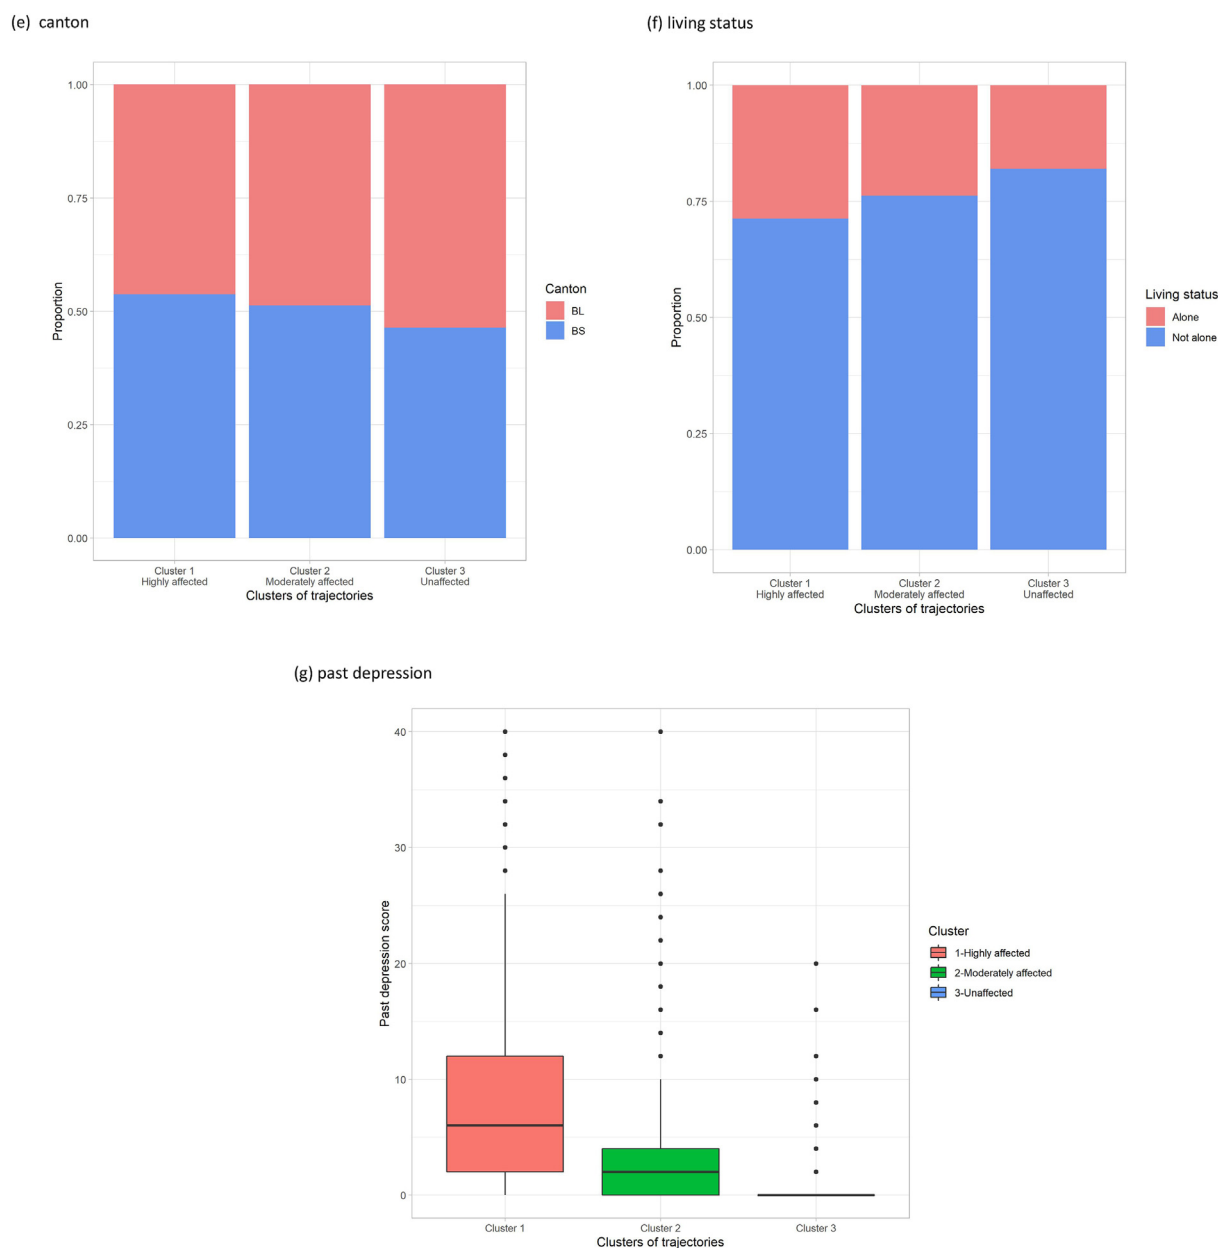 (e) canton
1.00
0.75
0.50
0.25
0.00
Proportion
Cluster 1
Highly affected
Cluster 2
Moderately affected
Cluster 3
Unaffected
Clusters of trajectories
Canton
BL
BS
(f) living status
1.00
0.75
0.50
0.25
0.00
Proportion
Cluster 1
Highly affected
Cluster 2
Moderately affected
Cluster 3
Unaffected
Clusters of trajectories
Living status
Alone
Not alone
(g) past depression
40
30
20
10
0
Past depression score
Cluster 1
Cluster 2
Cluster 3
Clusters of trajectories
Cluster
1-Highly affected
2-Moderately affected
3-Unaffected